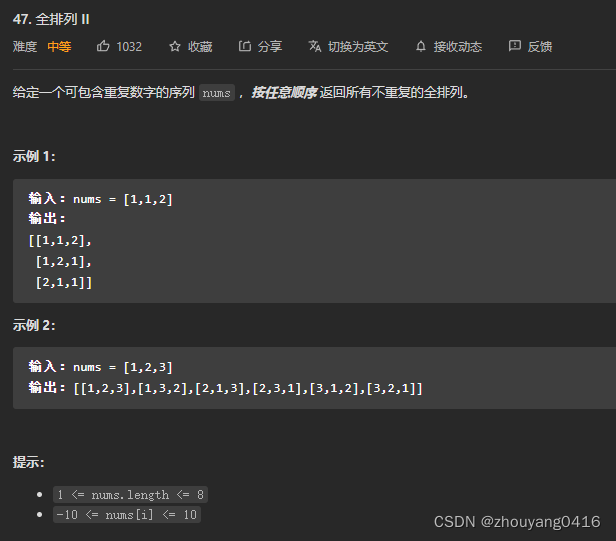 47. 全排列 II
难度 中等 1032 收藏 分享 切换为英文 接收动态 反馈
给定一个可包含重复数字的序列 nums ，按任意顺序 返回所有不重复的全排列。
示例 1：
输入：nums = [1,1,2]
输出：
[[1,1,2],
[1,2,1],
[2,1,1]]
示例 2：
输入：nums = [1,2,3]
输出：[[1,2,3],[1,3,2],[2,1,3],[2,3,1],[3,1,2],[3,2,1]]
提示：
• 1 <= nums.length <= 8
• -10 <= nums[i] <= 10
CSDN @zhouyang0416